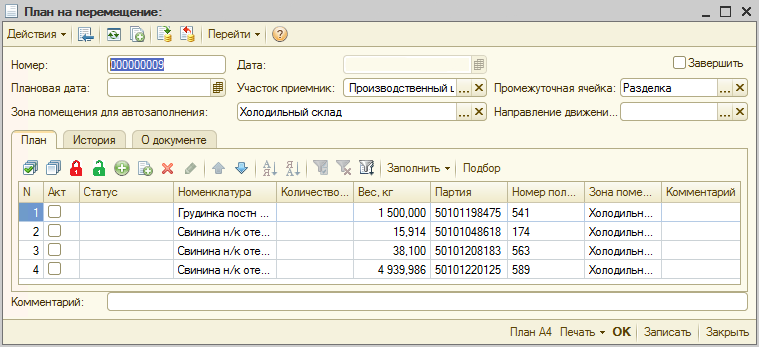 План на перемещение:
Действия Перейти ?
Номер: 000000009 Дата: Завершить
Плановая дата: Участок приемник: Производственный ц ... Промежуточная ячейка: Разделка ...
Зона помещения для автозаполнения: Холодильный склад ... Направление движени... ...
План История О документе
Заполнить Подбор
N Акт Статус Номенклатура Количество... Вес, кг Партия Номер пол... Зона поме... Комментарий
1 Грудинка постн ... 1 500,000 50101198475 541 Холодильн...
2 Свинина н/к оте... 15,914 50101048618 174 Холодильн...
3 Свинина н/к оте... 38,100 50101208183 563 Холодильн...
4 Свинина н/к оте... 4 939,986 50101220125 589 Холодильн...
Комментарий:
План А4 Печать ОК Записать Закрыть